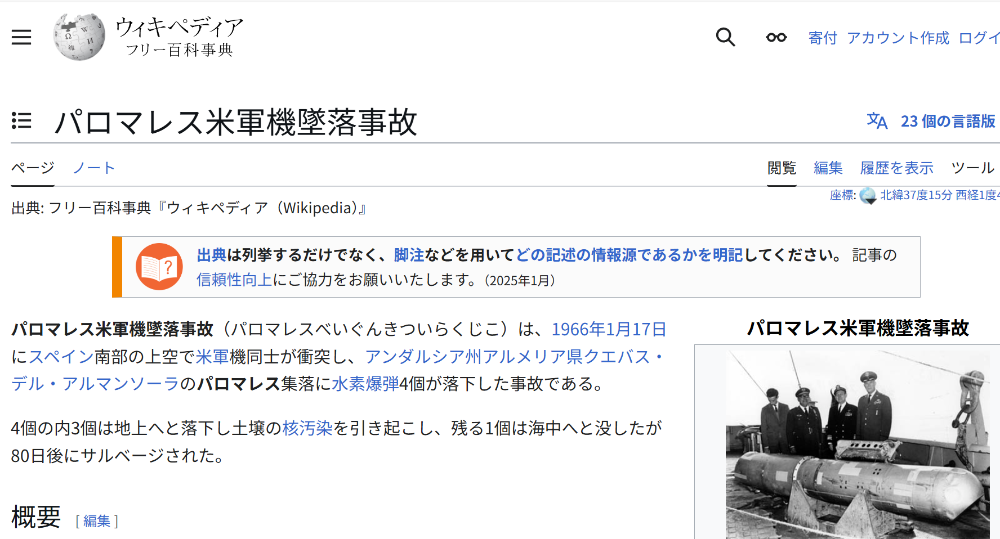 ウィキペディア
フリー百科事典
寄付 アカウント作成 ログイ
パロマレス米軍機墜落事故
23 個の言語版
ページ ノート
閲覧 編集 履歴を表示 ツール
座標: 北緯37度15分 西経1度4
出典: フリー百科事典『ウィキペディア（Wikipedia）』
出典は列挙するだけでなく、脚注などを用いてどの記述の情報源であるかを明記してください。 記事の
信頼性向上にご協力をお願いいたします。（2025年1月）
パロマレス米軍機墜落事故（パロマレスべいぐんきついらくじこ）は、1966年1月17日
にスペイン南部の上空で米軍機同士が衝突し、アンダルシア州アルメリア県クエバス・
デル・アルマンソーラのパロマレス集落に水素爆弾4個が落下した事故である。
4個の内3個は地上へと落下し土壌の核汚染を引き起こし、残る1個は海中へと没したが
80日後にサルベージされた。
概要 [ 編集 ]
パロマレス米軍機墜落事故